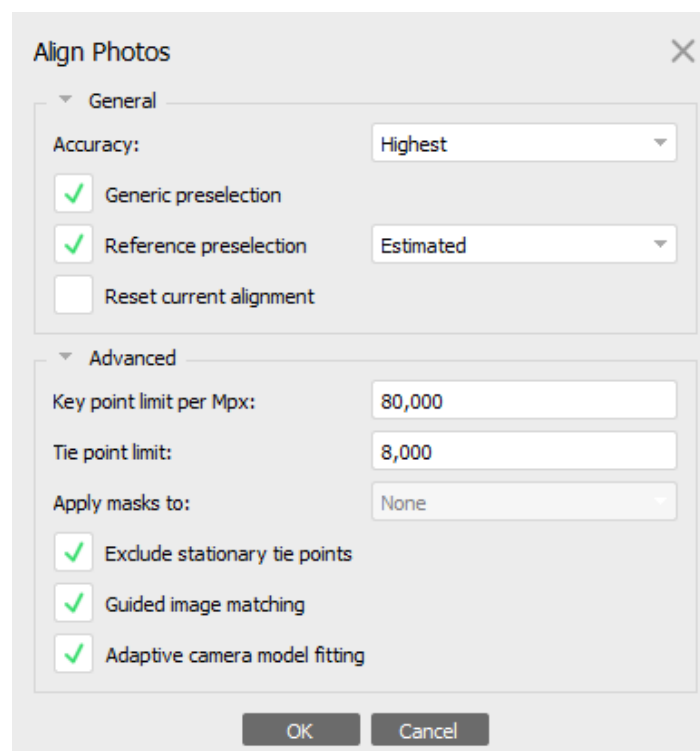 Align Photos
General
Accuracy: Highest
Generic preselection
Reference preselection Estimated
Reset current alignment
Advanced
Key point limit per Mpx: 80,000
Tie point limit: 8,000
Apply masks to: None
Exclude stationary tie points
Guided image matching
Adaptive camera model fitting
OK Cancel